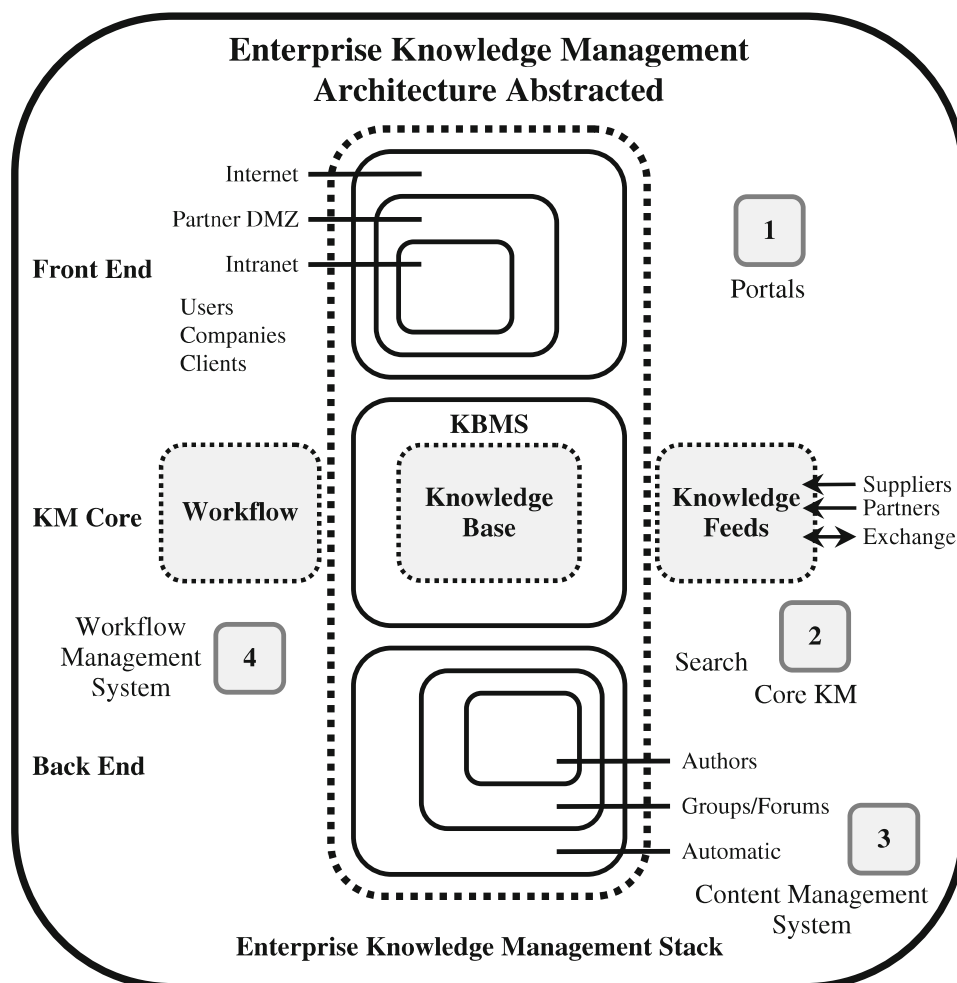 Enterprise Knowledge Management
Architecture Abstracted
Internet
Partner DMZ
Intranet
Front End
Users
Companies
Clients
1
Portals
KBMS
KM Core
Workflow
Knowledge
Base
Knowledge
Feeds
Suppliers
Partners
Exchange
Workflow
Management
System
4
Search
2
Core KM
Back End
Authors
Groups/Forums
Automatic
3
Content Management
System
Enterprise Knowledge Management Stack